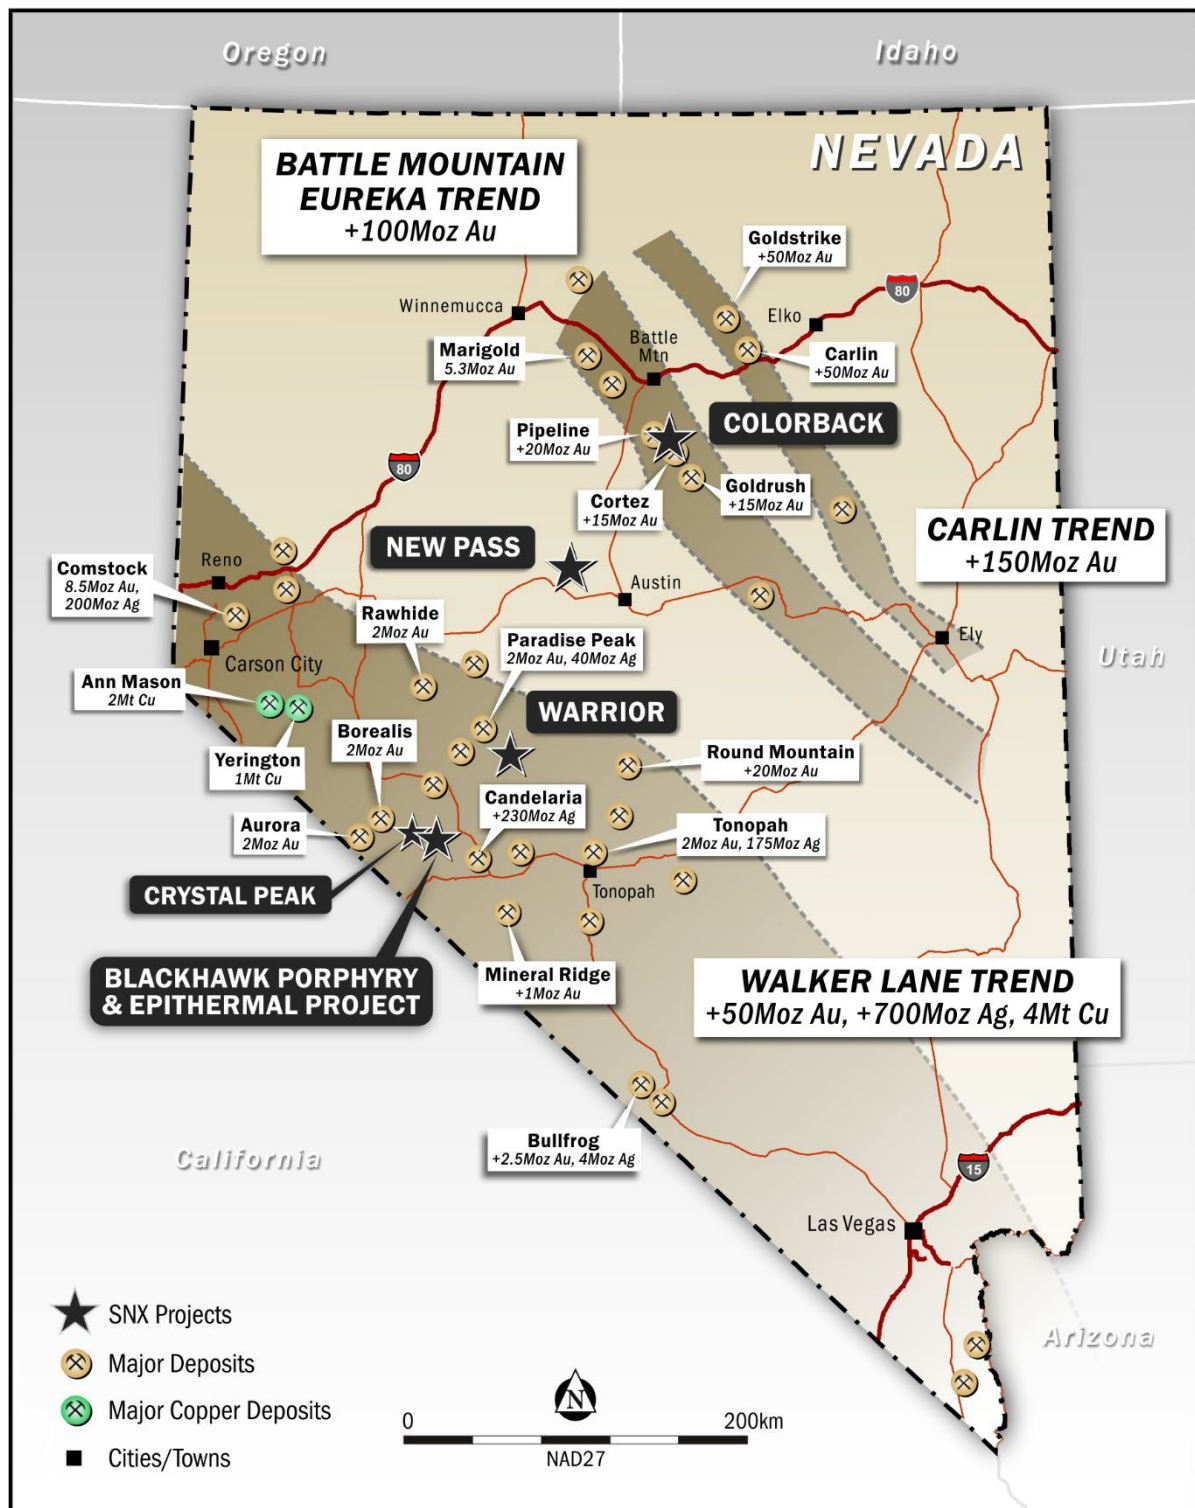 Oregon
Idaho
NEVADA
BATTLE MOUNTAIN
EUREKA TREND
+100Moz Au
Goldstrike
+50Moz Au
80
Winnemucca
Elko
Battle
Mtn
Marigold
5.3Moz Au
Carlin
+50Moz Au
COLORBACK
Pipeline
+20Moz Au
80
Cortez
+15Moz Au
Goldrush
+15Moz Au
CARLIN TREND
+150Moz Au
NEW PASS
Reno
Comstock
8.5Moz Au,
200Moz Ag
Austin
Rawhide
2Moz Au
Ely
Paradise Peak
2Moz Au, 40Moz Ag
Utah
Carson City
Ann Mason
2Mt Cu
WARRIOR
Borealis
2Moz Au
Yerington
1Mt Cu
Round Mountain
+20Moz Au
Candelaria
+230Moz Ag
Aurora
2Moz Au
Tonopah
2Moz Au, 175Moz Ag
CRYSTAL PEAK
Tonopah
BLACKHAWK PORPHYRY
& EPITHERMAL PROJECT
Mineral Ridge
+1Moz Au
WALKER LANE TREND
+50Moz Au, +700Moz Ag, 4Mt Cu
Bullfrog
+2.5Moz Au, 4Moz Ag
California
15
Las Vegas
Arizona
SNX Projects
Major Deposits
Major Copper Deposits
Cities/Towns
N
0 200km
NAD27